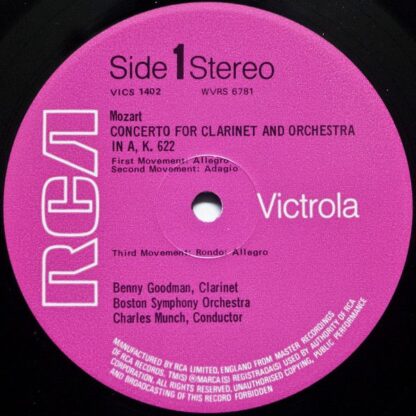 Side 1 Stereo
VICS 1402 WVRS 6781
Mozart
CONCERTO FOR CLARINET AND ORCHESTRA
IN A, K. 622
First Movement: Allegro
Second Movement: Adagio
RCA
Victrola
Third Movement: Rondo: Allegro
Benny Goodman, Clarinet
Boston Symphony Orchestra
Charles Munch, Conductor
MANUFACTURED BY RCA LIMITED, ENGLAND FROM MASTER RECORDINGS
OF RCA RECORDS. TM(S) ® MARCA(S) REGISTRADA(S) USED BY AUTHORITY OF RCA
CORPORATION. ALL RIGHTS RESERVED. UNAUTHORISED COPYING, PUBLIC PERFORMANCE
AND BROADCASTING OF THIS RECORD FORBIDDEN